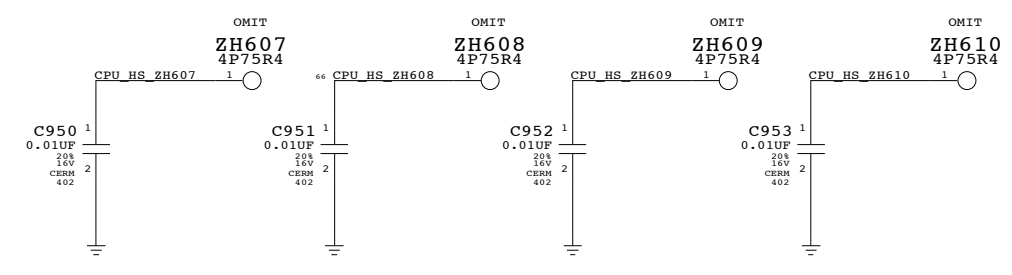 OMIT
ZH607
4P75R4
CPU_HS_ZH607 1
C950 1
0.01UF
20%
16V
CERM
402
2
OMIT
ZH608
4P75R4
66 CPU_HS_ZH608 1
C951 1
0.01UF
20%
16V
CERM
402
2
OMIT
ZH609
4P75R4
CPU_HS_ZH609 1
C952 1
0.01UF
20%
16V
CERM
402
2
OMIT
ZH610
4P75R4
CPU_HS_ZH610 1
C953 1
0.01UF
20%
16V
CERM
402
2